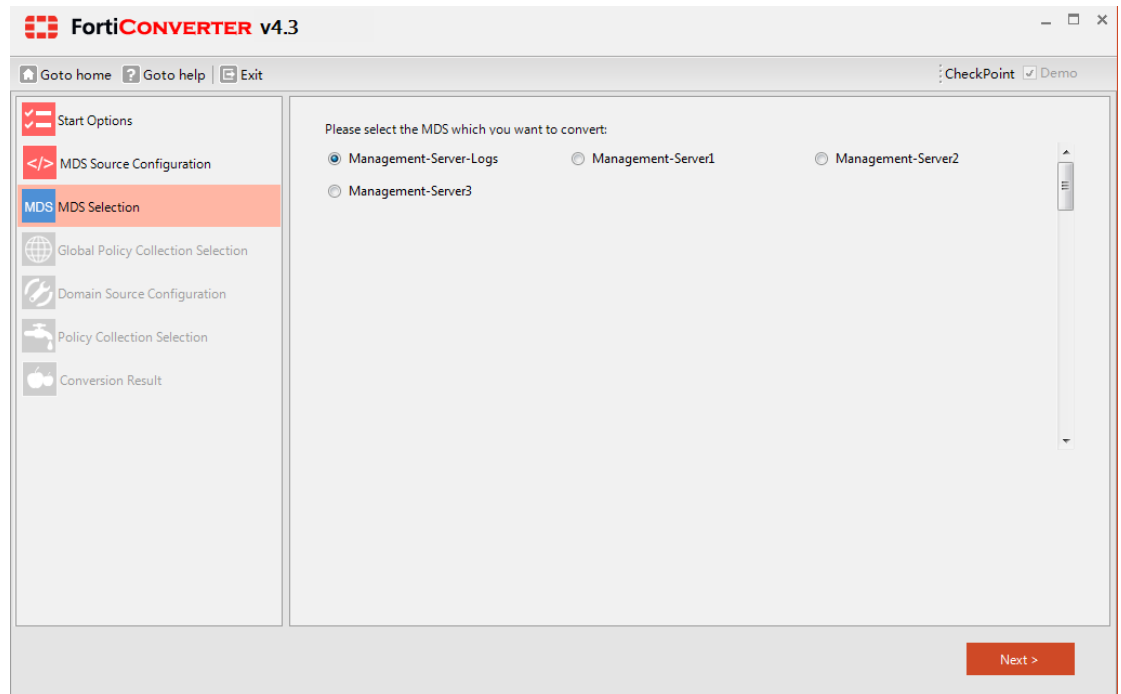 FortiCONVERTER v4.3
Goto home ? Goto help Exit
CheckPoint Demo
Start Options
</> MDS Source Configuration
MDS MDS Selection
Global Policy Collection Selection
Domain Source Configuration
Policy Collection Selection
Conversion Result
Please select the MDS which you want to convert:
Management-Server-Logs Management-Server1 Management-Server2
Management-Server3
Next >